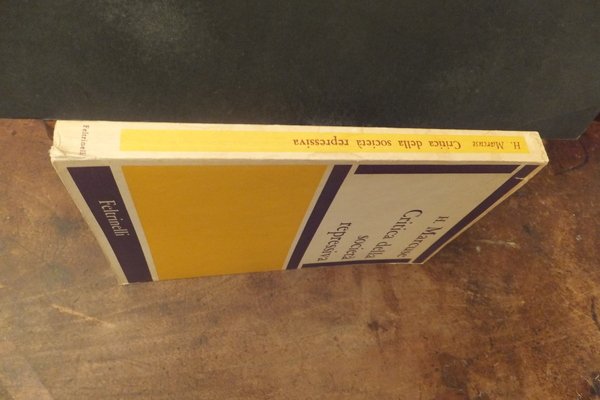 H. Marcuse Critica della società repressiva
Feltrinelli
H. Marcuse
Critica della
società
repressiva
Feltrinelli